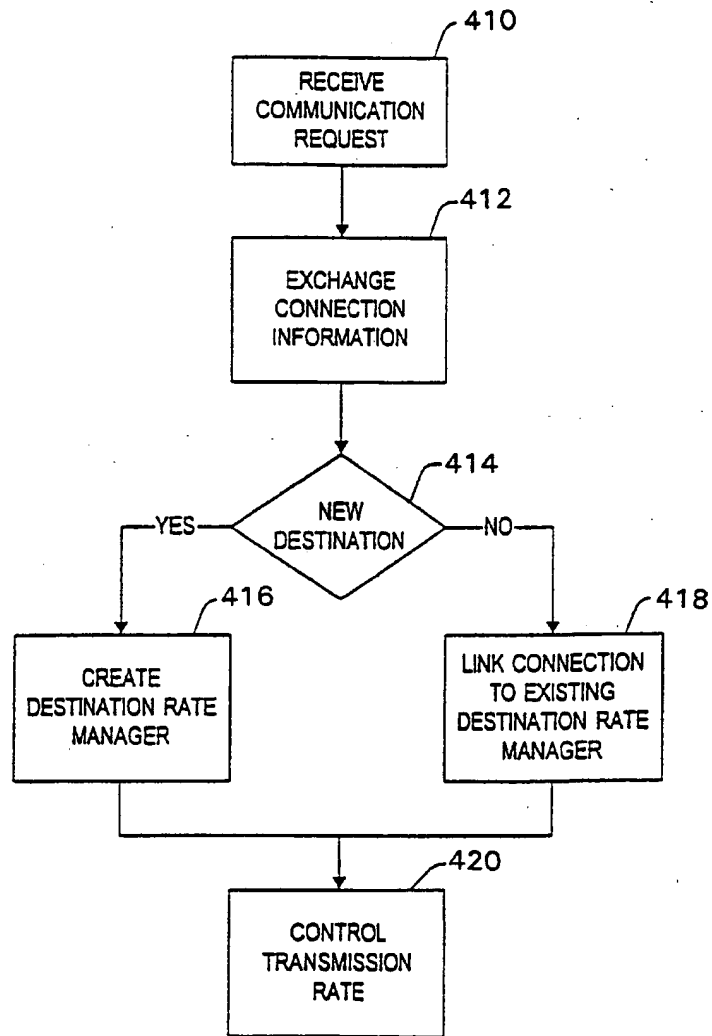 410
RECEIVE
COMMUNICATION
REQUEST
412
EXCHANGE
CONNECTION
INFORMATION
414
NEW
DESTINATION
YES
NO
416
CREATE
DESTINATION RATE
MANAGER
418
LINK CONNECTION
TO EXISTING
DESTINATION RATE
MANAGER
420
CONTROL
TRANSMISSION
RATE